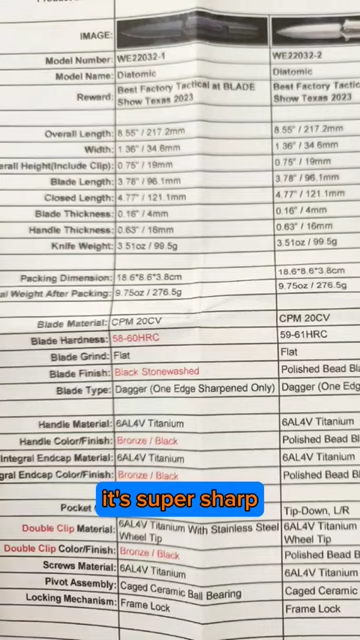 IMAGE:
Model Number: WE22032-1 WE22032-2
Model Name: Diatomic Diatomic
Reward: Best Factory Tactical at BLADE Show Texas 2023 Best Factory Show Texas 2023
Overall Length: 8.55" / 217.2mm 8.55" / 217.2mm
Width: 1.36" / 34.6mm 1.36" / 34.6mm
erall Height(Include Clip): 0.75" / 19mm 0.75" / 19mm
Blade Length: 3.78" / 96.1mm 3.78" / 96.1mm
Closed Length: 4.77" / 121.1mm 4.77" / 121.1mm
Blade Thickness: 0.16" / 4mm 0.16" / 4mm
Handle Thickness: 0.63" / 16mm 0.63" / 16mm
Knife Weight: 3.51oz / 99.5g 3.51oz / 99.5g
Packing Dimension: 18.6*8.6*3.8cm 18.6*8.6*3.8cm
al Weight After Packing: 9.75oz / 276.5g 9.75oz / 276.5g
Blade Material: CPM 20CV CPM 20CV
Blade Hardness: 58-60HRC 59-61HRC
Blade Grind: Flat Flat
Blade Finish: Black Stonewashed Polished Bead Bla
Blade Type: Dagger (One Edge Sharpened Only) Dagger (One Edg
Handle Material: 6AL4V Titanium 6AL4V Titanium
Handle Color/Finish: Bronze / Black Polished Bead B
Integral Endcap Material: 6AL4V Titanium 6AL4V Titanium
gral Endcap Color/Finish: Bronze / Black Polished Bead B
it's super sharp
Pocket Tip-Down, L/R
Double Clip Material: 6AL4V Titanium With Stainless Steel Wheel Tip 6AL4V Titanium Wheel Tip
Double Clip Color/Finish: Bronze / Black Polished Bead B
Screws Material: 6AL4V Titanium 6AL4V Titanium
Pivot Assembly: Caged Ceramic Ball Bearing Caged Ceramic
Locking Mechanism: Frame Lock Frame Lock